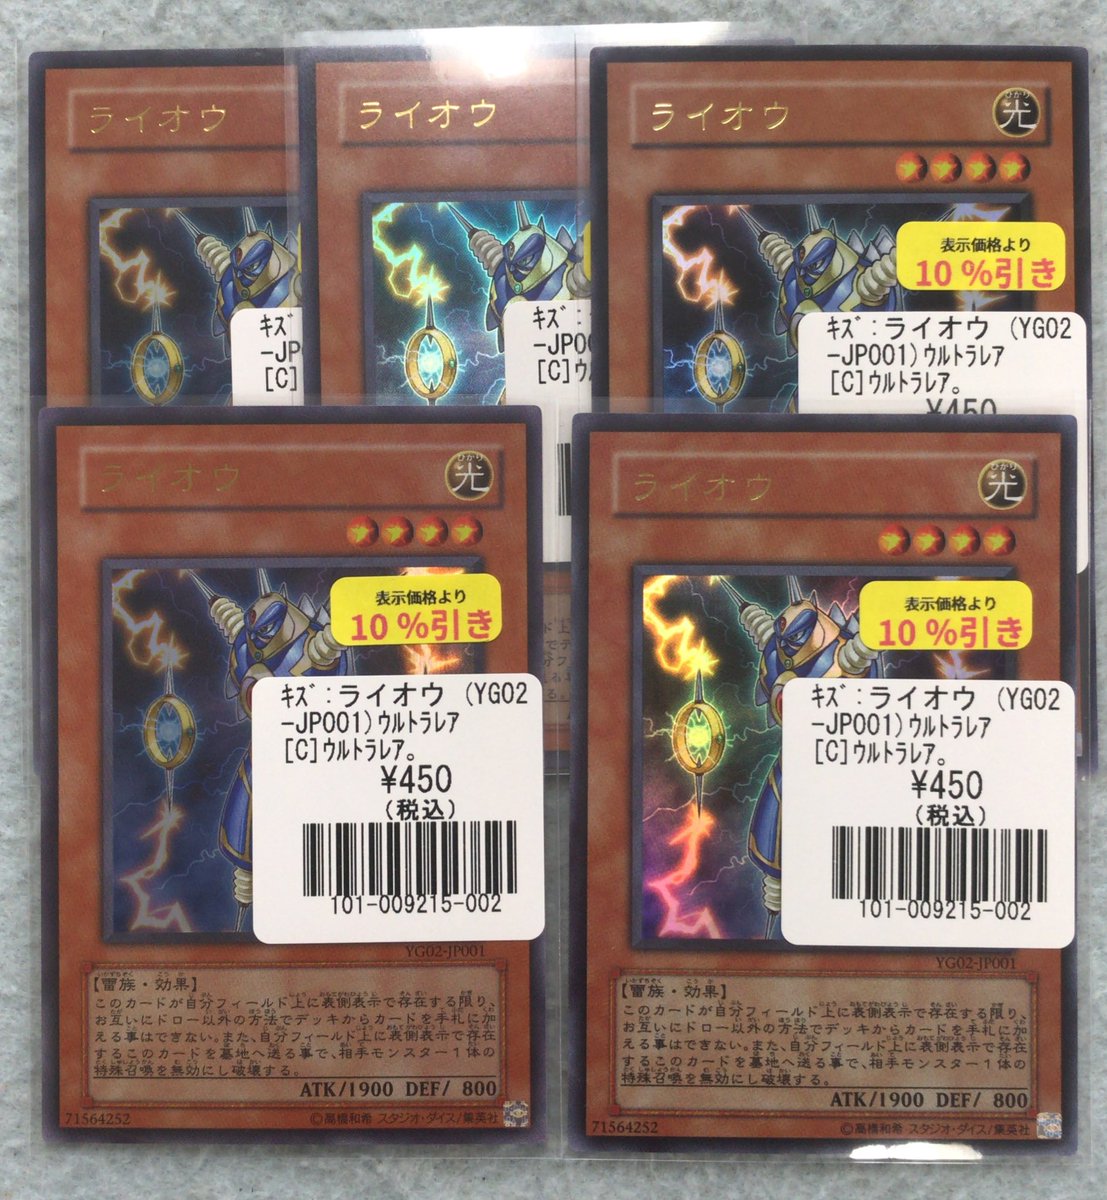 ライオウ
ライオウ
ライオウ
ひかり
光
表示価格より
10 %引き
キズ:
-JP
[C]
キズ:
-JP00
[C]ウ
キズ:ライオウ (YG02
-JP001)ウルトラレア
[C]ウルトラレア。
¥450
ライオウ
ひかり
光
表示価格より
10 %引き
キズ:ライオウ (YG02
-JP001)ウルトラレア
[C]ウルトラレア。
¥450
(税込)
101-009215-002
YG02-JP001
【雷族・効果】
このカードが自分フィールド上に表側表示で存在する限り、
お互いにドロー以外の方法でデッキからカードを手札に加
える事はできない。また、自分フィールド上に表側表示で存在
するこのカードを墓地へ送る事で、相手モンスター1体の
特殊召喚を無効にし破壊する。
ATK/1900 DEF/ 800
71564252
©高橋和希 スタジオ・ダイス/集英社
ライオウ
ひかり
光
表示価格より
10 %引き
キズ:ライオウ (YG02
-JP001)ウルトラレア
[C]ウルトラレア。
¥450
(税込)
101-009215-002
YG02-JP001
【雷族・効果】
このカードが自分フィールド上に表側表示で存在する限り、
お互いにドロー以外の方法でデッキからカードを手札に加
える事はできない。また、自分フィールド上に表側表示で存在
するこのカードを墓地へ送る事で、相手モンスター1体の
特殊召喚を無効にし破壊する。
ATK/1900 DEF/ 800
71564252
©高橋和希 スタジオ・ダイス/集英社